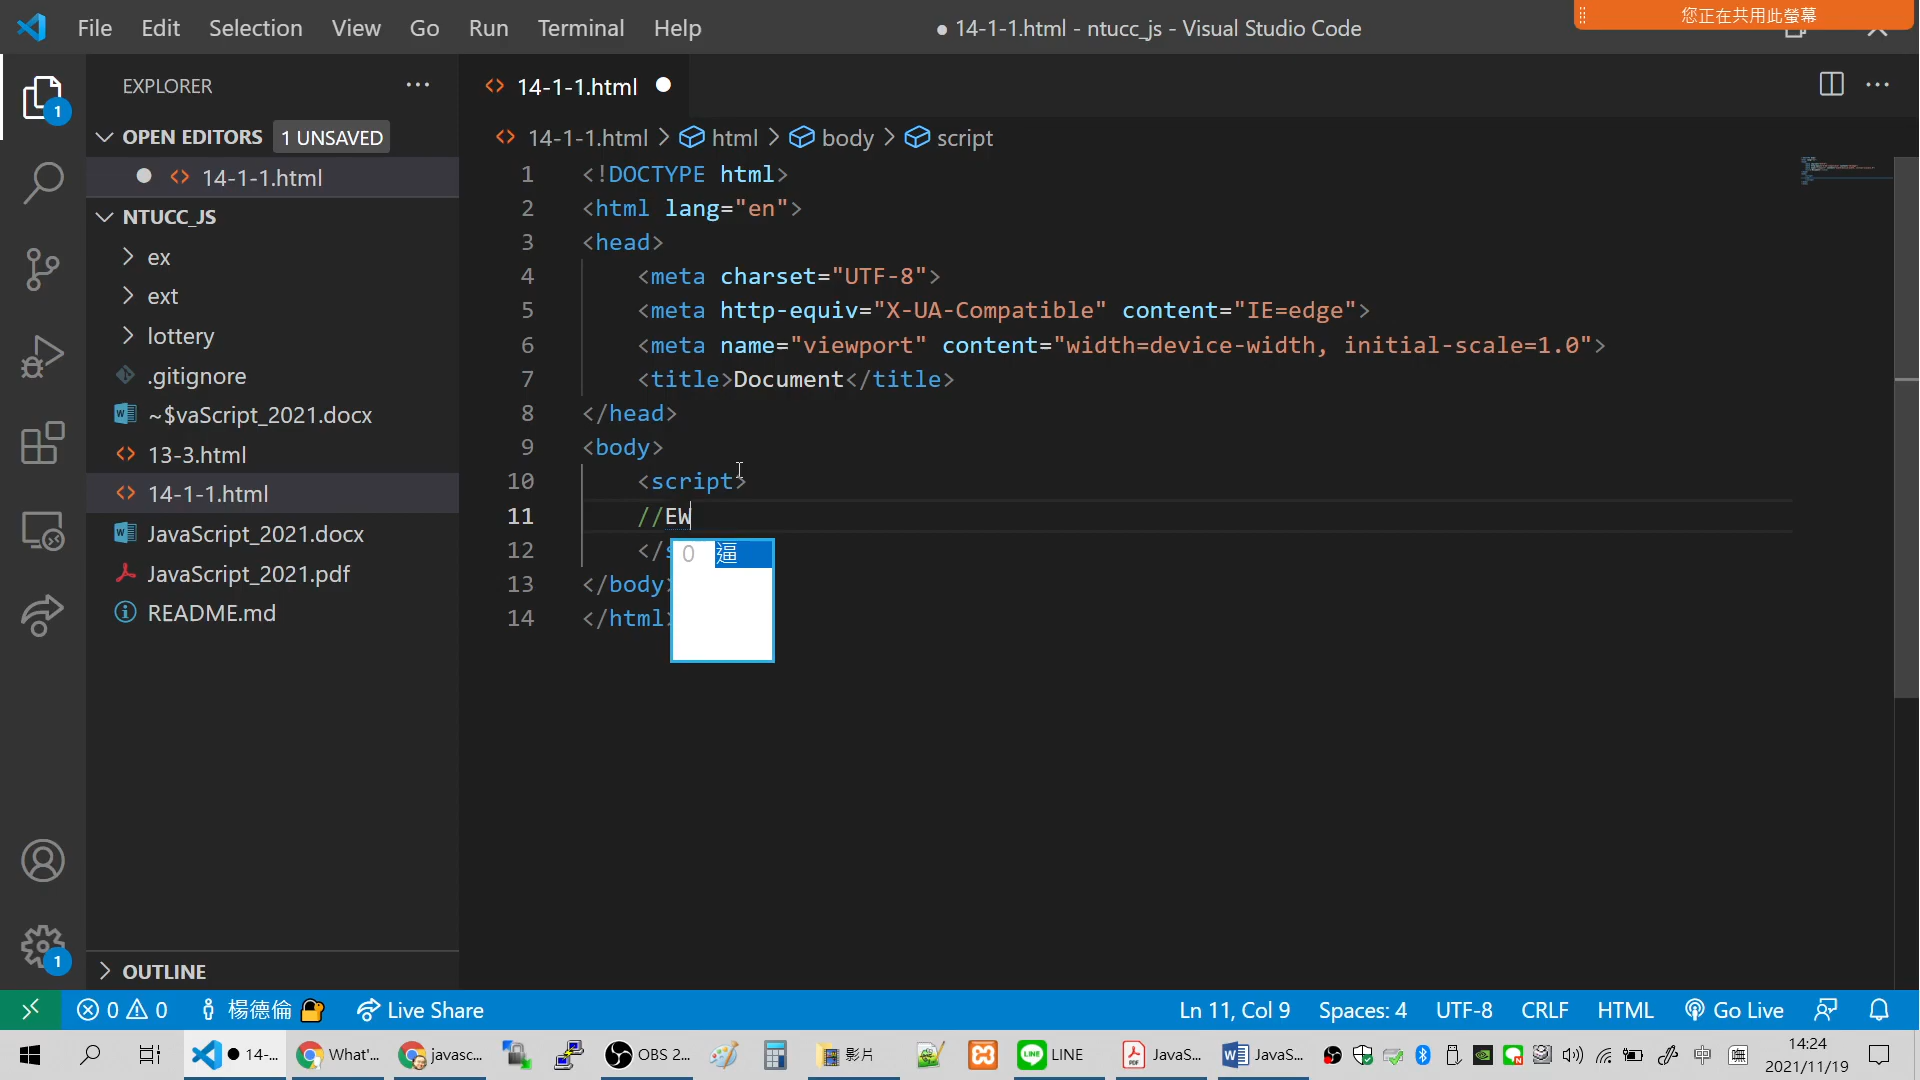 File Edit Selection View Go Run Terminal Help
● 14-1-1.html - ntucc_js - Visual Studio Code
您正在共用此螢幕
EXPLORER
OPEN EDITORS 1 UNSAVED
14-1-1.html
NTUCC_JS
ex
ext
lottery
.gitignore
~$vaScript_2021.docx
13-3.html
14-1-1.html
JavaScript_2021.docx
JavaScript_2021.pdf
README.md
OUTLINE
1
1
14-1-1.html
14-1-1.html > html > body > script
1 <!DOCTYPE html>
2 <html lang="en">
3 <head>
4 <meta charset="UTF-8">
5 <meta http-equiv="X-UA-Compatible" content="IE=edge">
6 <meta name="viewport" content="width=device-width, initial-scale=1.0">
7 <title>Document</title>
8 </head>
9 <body>
10 <script>
11 //EW
12 </s
13 </body>
14 </html>
0 逼
0 0 楊德倫 Live Share
Ln 11, Col 9 Spaces: 4 UTF-8 CRLF HTML Go Live
● 14-... What'... javasc... OBS 2... 影片 LINE JavaS... JavaS... 中
14:24
2021/11/19